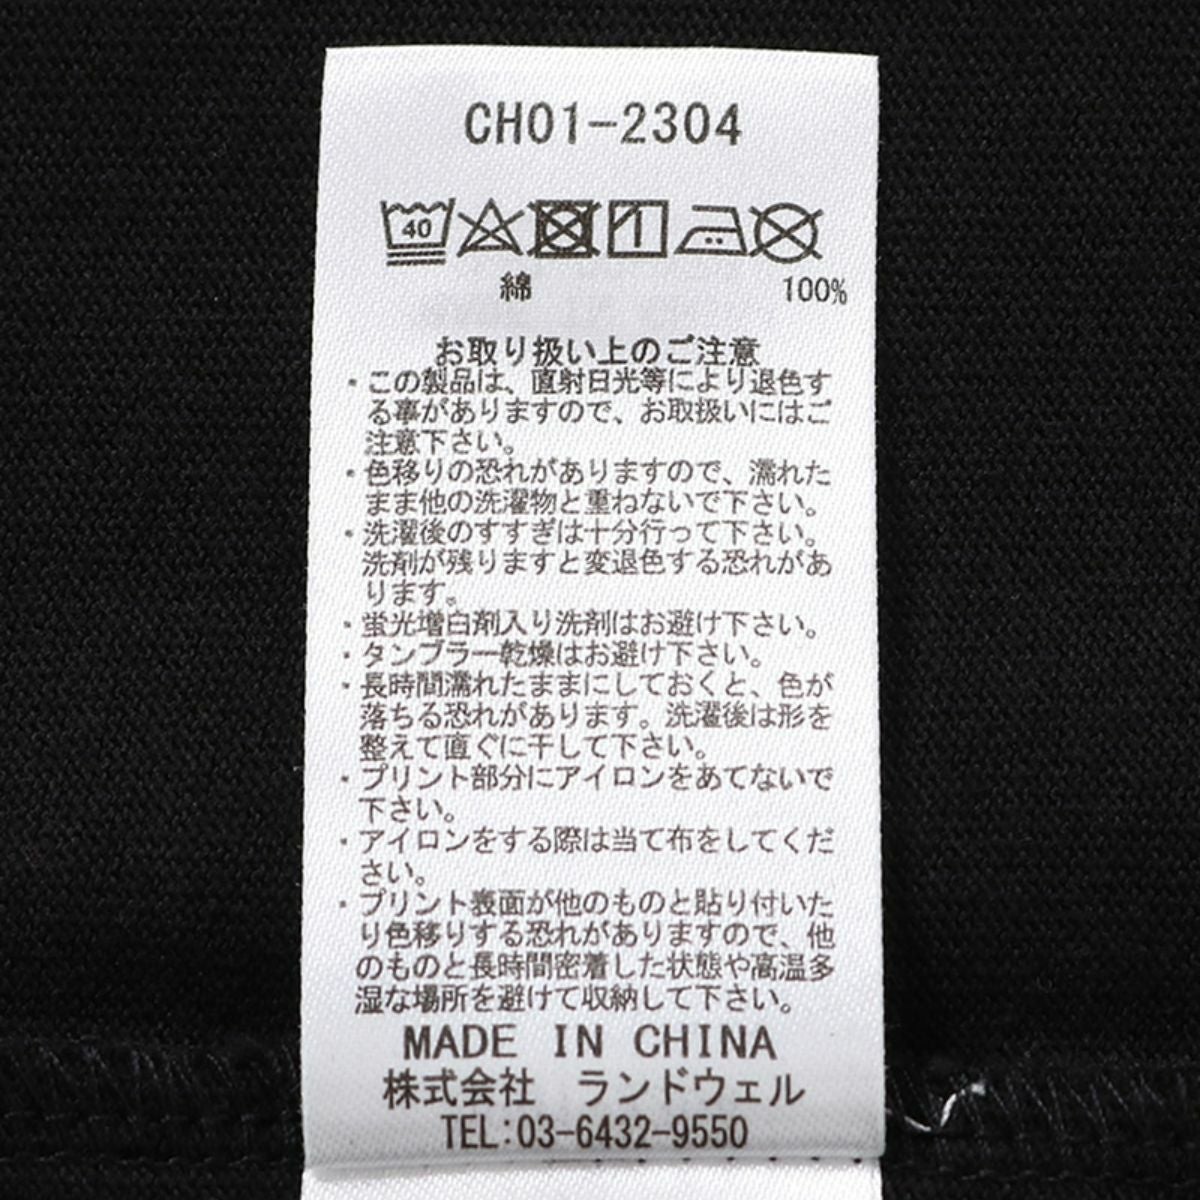 CH01-2304
40
綿 100%
お取り扱い上のご注意
・この製品は、直射日光等により退色す
る事がありますので、お取扱いにはご
注意下さい。
・色移りの恐れがありますので、濡れた
まま他の洗濯物と重ねないで下さい。
・洗濯後のすすぎは十分行って下さい。
洗剤が残りますと変退色する恐れがあ
ります。
・蛍光増白剤入り洗剤はお避け下さい。
・タンブラー乾燥はお避け下さい。
・長時間濡れたままにしておくと、色が
落ちる恐れがあります。洗濯後は形を
整えて直ぐに干して下さい。
・プリント部分にアイロンをあてないで
下さい。
・アイロンをする際は当て布をしてくだ
さい。
・プリント表面が他のものと貼り付いた
り色移りする恐れがありますので、他
のものと長時間密着した状態や高温多
湿な場所を避けて収納して下さい。
MADE IN CHINA
株式会社 ランドウェル
TEL:03-6432-9550